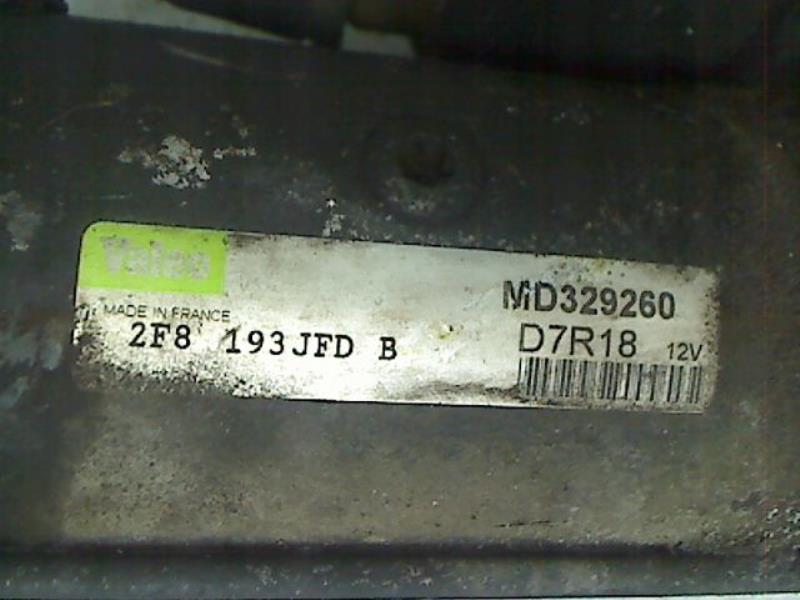 Valeo
MADE IN FRANCE
2F8 193JFD B
MD329260
D7R18 12V